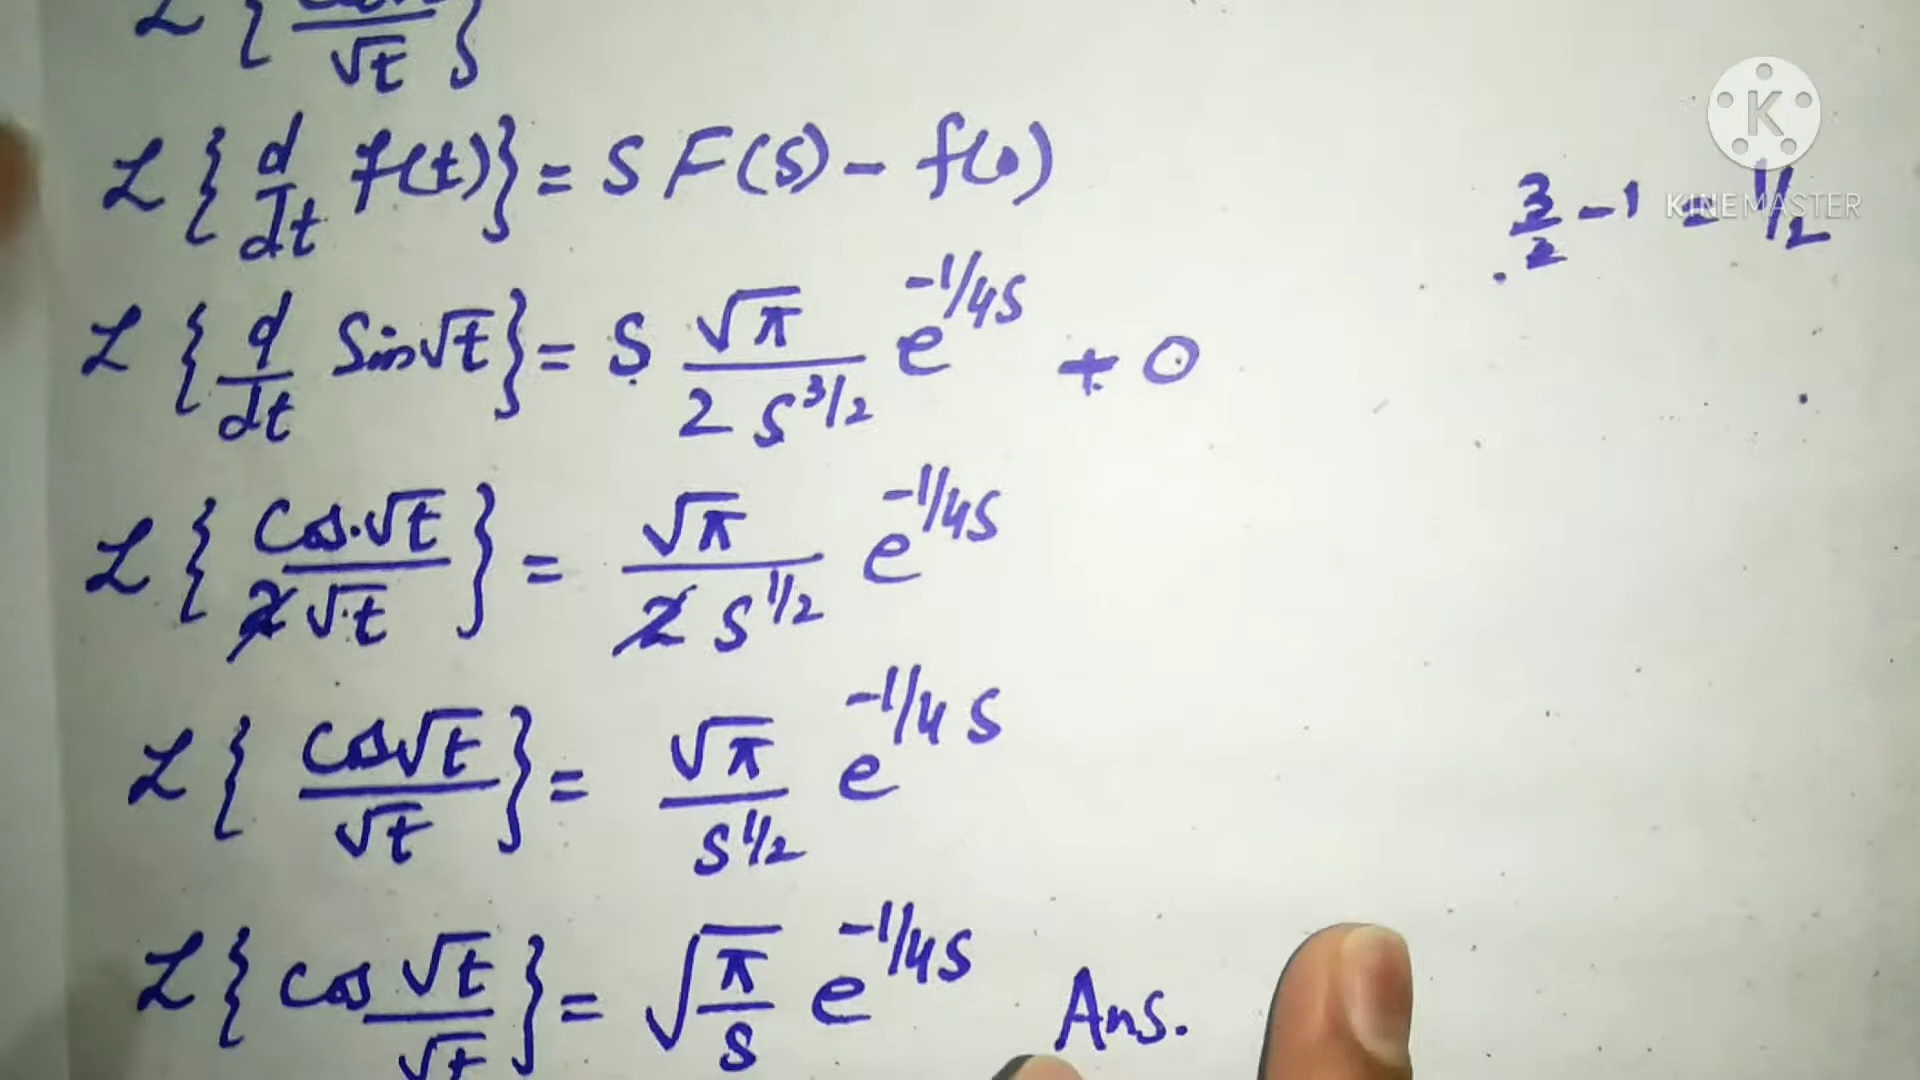 L { / √t }
L { d/dt f(t) } = S F(S) - f(0)
3/2 - 1 = 1/2
KINEMASTER
L { d/dt Sin√t } = S √π / 2 S^3/2 e^-1/4S + 0
L { Cos.√t / 2√t } = √π / 2 S^1/2 e^-1/4S
L { Cos√t / √t } = √π / S^1/2 e^-1/4S
L { Cos √t / √t } = √π/S e^-1/4S Ans.